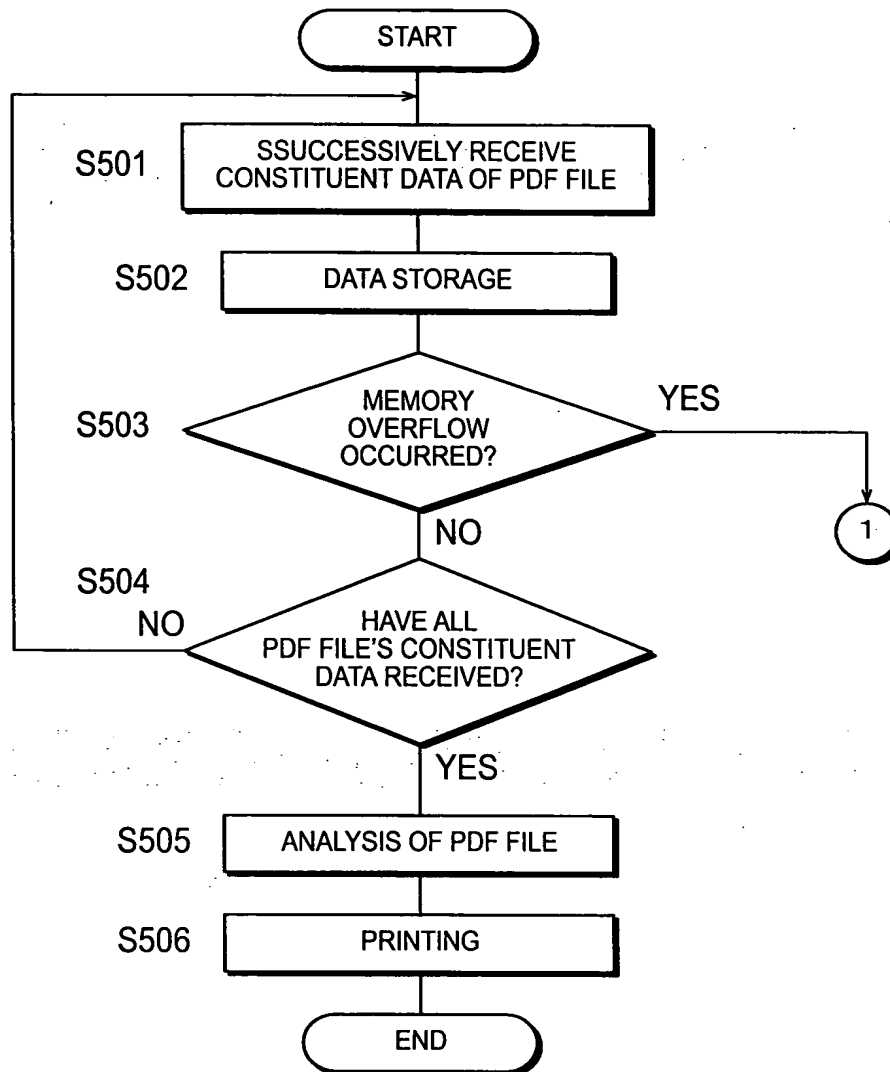 START
S501
SSUCCESSIVELY RECEIVE
CONSTITUENT DATA OF PDF FILE
S502
DATA STORAGE
S503
MEMORY
OVERFLOW
OCCURRED?
YES
1
NO
S504
NO
HAVE ALL
PDF FILE'S CONSTITUENT
DATA RECEIVED?
YES
S505
ANALYSIS OF PDF FILE
S506
PRINTING
END